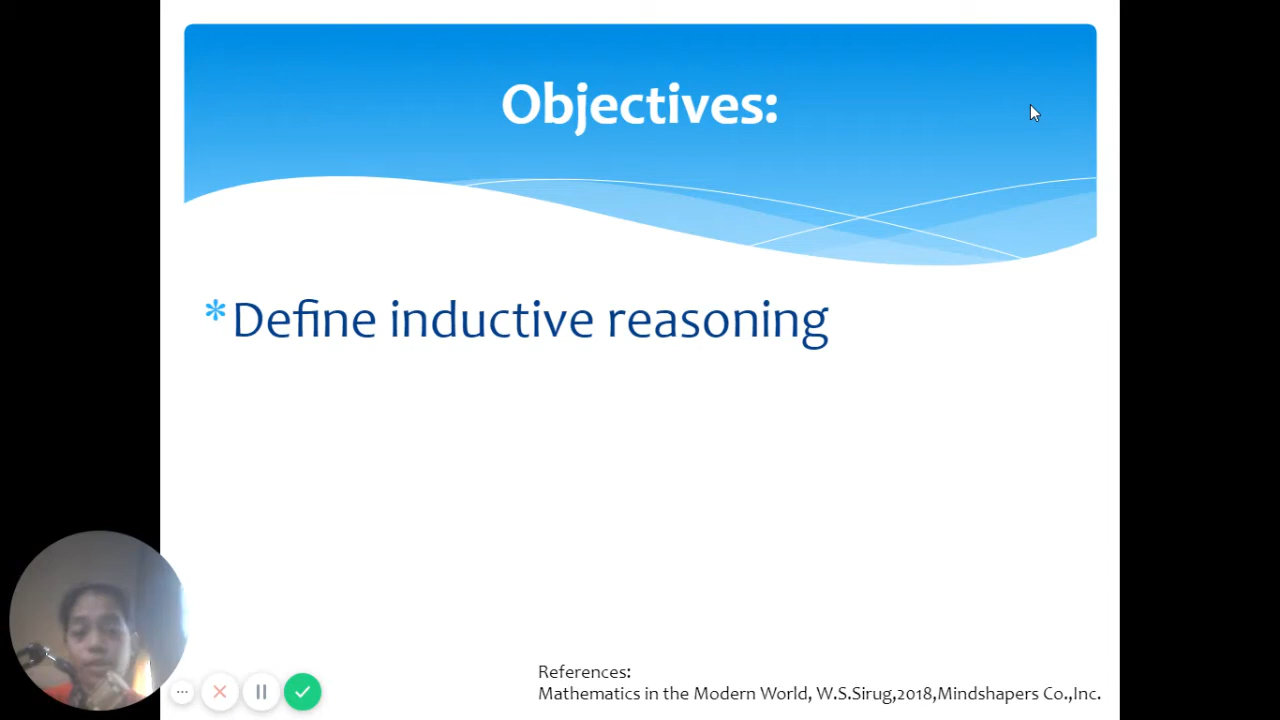 Objectives:
*Define inductive reasoning
References:
Mathematics in the Modern World, W.S.Sirug,2018,Mindshapers Co.,Inc.